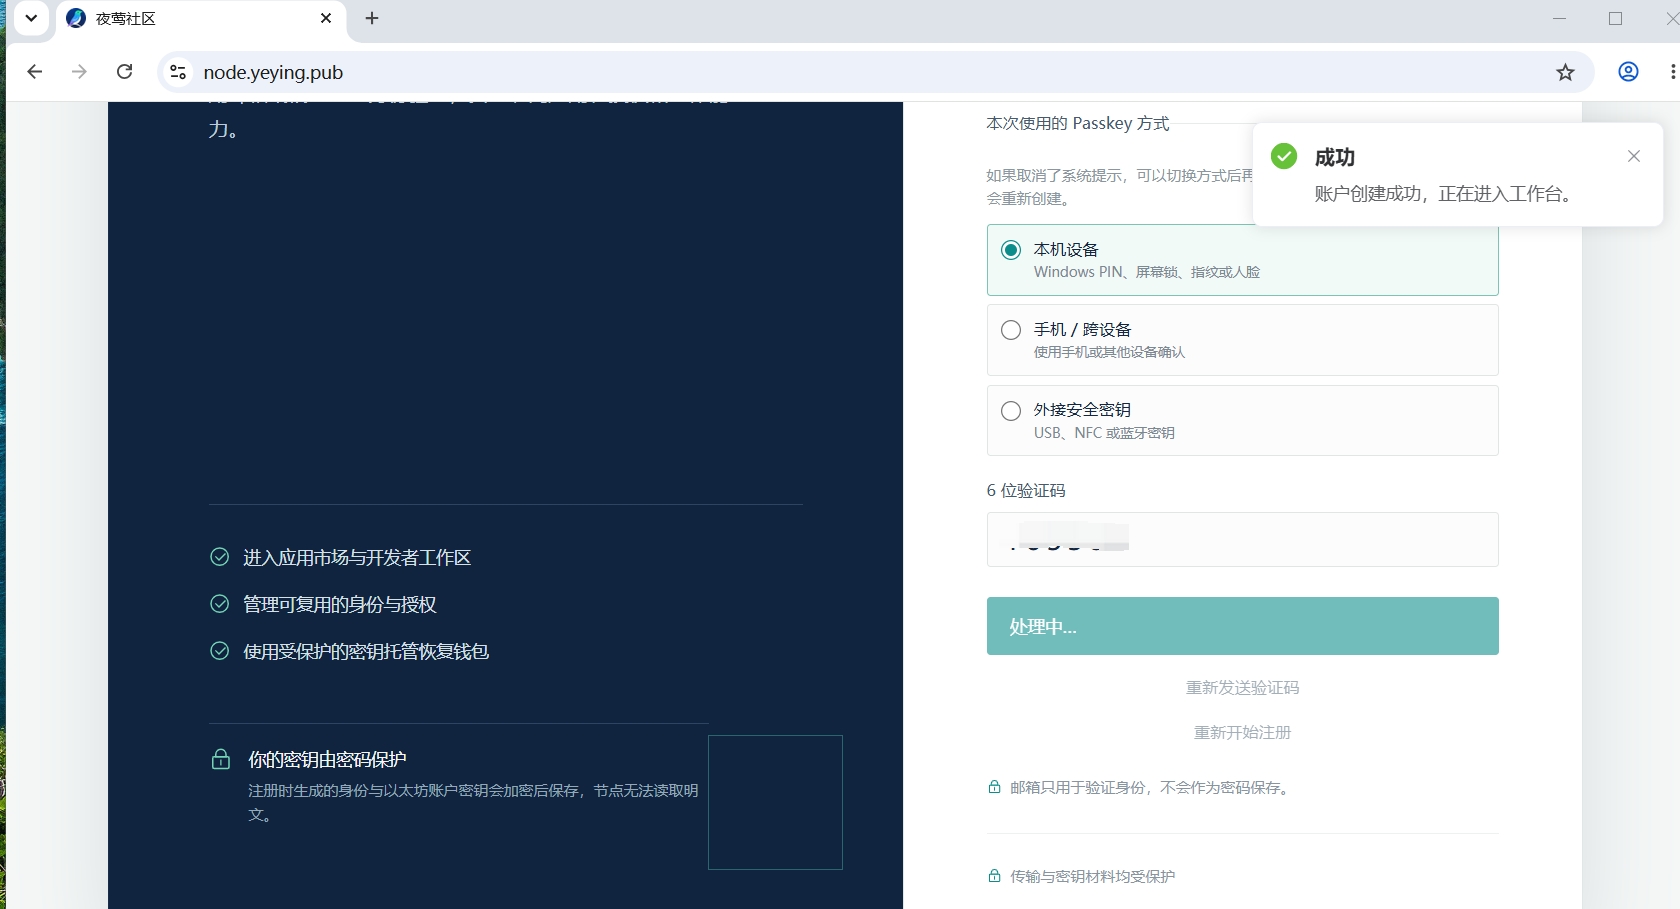 夜莺社区
node.yeying.pub
力。
进入应用市场与开发者工作区
管理可复用的身份与授权
使用受保护的密钥托管恢复钱包
你的密钥由密码保护
注册时生成的身份与以太坊账户密钥会加密后保存，节点无法读取明
文。
本次使用的 Passkey 方式
如果取消了系统提示，可以切换方式后再
会重新创建。
成功
账户创建成功，正在进入工作台。
本机设备
Windows PIN、屏幕锁、指纹或人脸
手机 / 跨设备
使用手机或其他设备确认
外接安全密钥
USB、NFC 或蓝牙密钥
6 位验证码
处理中...
重新发送验证码
重新开始注册
邮箱只用于验证身份，不会作为密码保存。
传输与密钥材料均受保护